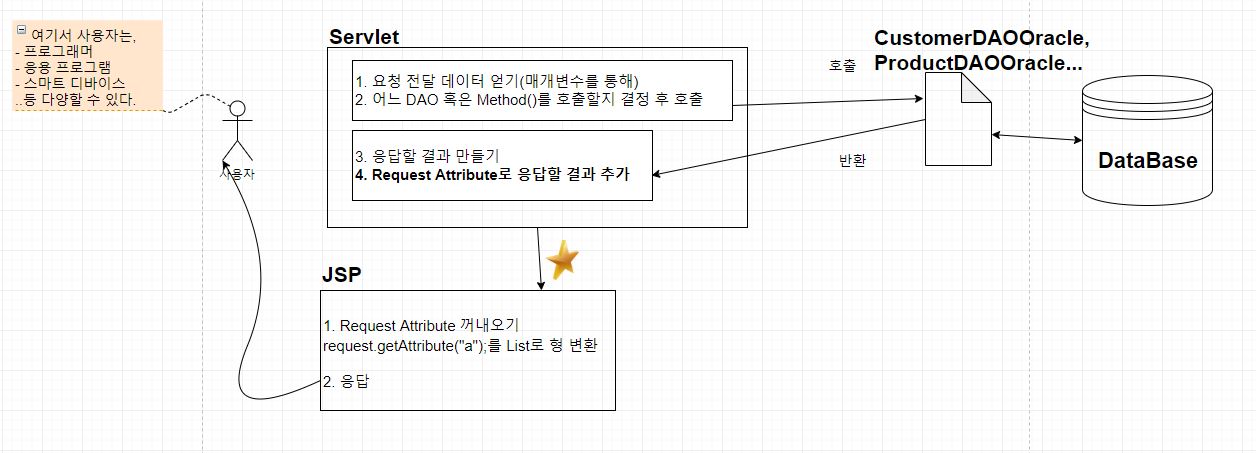 여기서 사용자는,
- 프로그래머
- 응용 프로그램
- 스마트 디바이스
..등 다양할 수 있다.
사용자
Servlet
1. 요청 전달 데이터 얻기(매개변수를 통해)
2. 어느 DAO 혹은 Method()를 호출할지 결정 후 호출
3. 응답할 결과 만들기
4. Request Attribute로 응답할 결과 추가
호출
반환
CustomerDAOOracle,
ProductDAOOracle...
DataBase
JSP
1. Request Attribute 꺼내오기
request.getAttribute("a");를 List로 형 변환
2. 응답